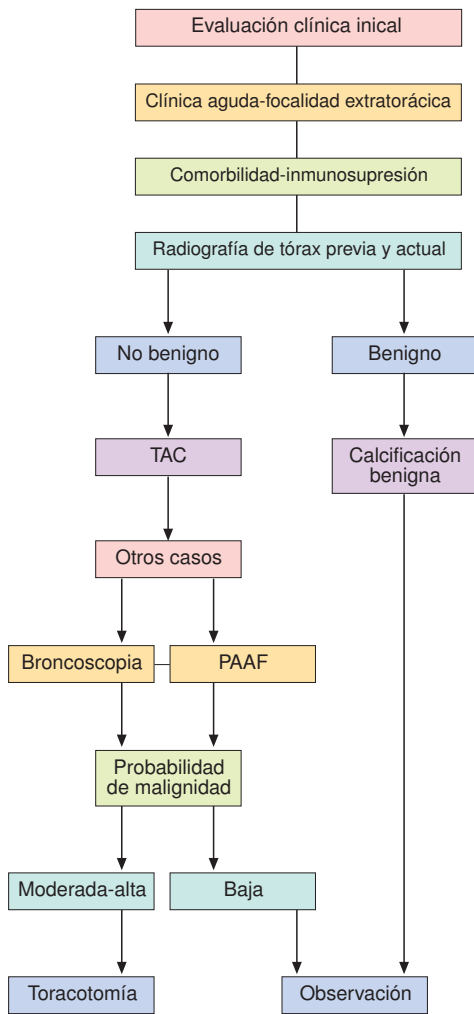 Evaluación clínica inical
Clínica aguda-focalidad extratorácica
Comorbilidad-inmunosupresión
Radiografía de tórax previa y actual
No benigno
Benigno
TAC
Calcificación
benigna
Otros casos
Broncoscopia
PAAF
Probabilidad
de malignidad
Moderada-alta
Baja
Toracotomía
Observación